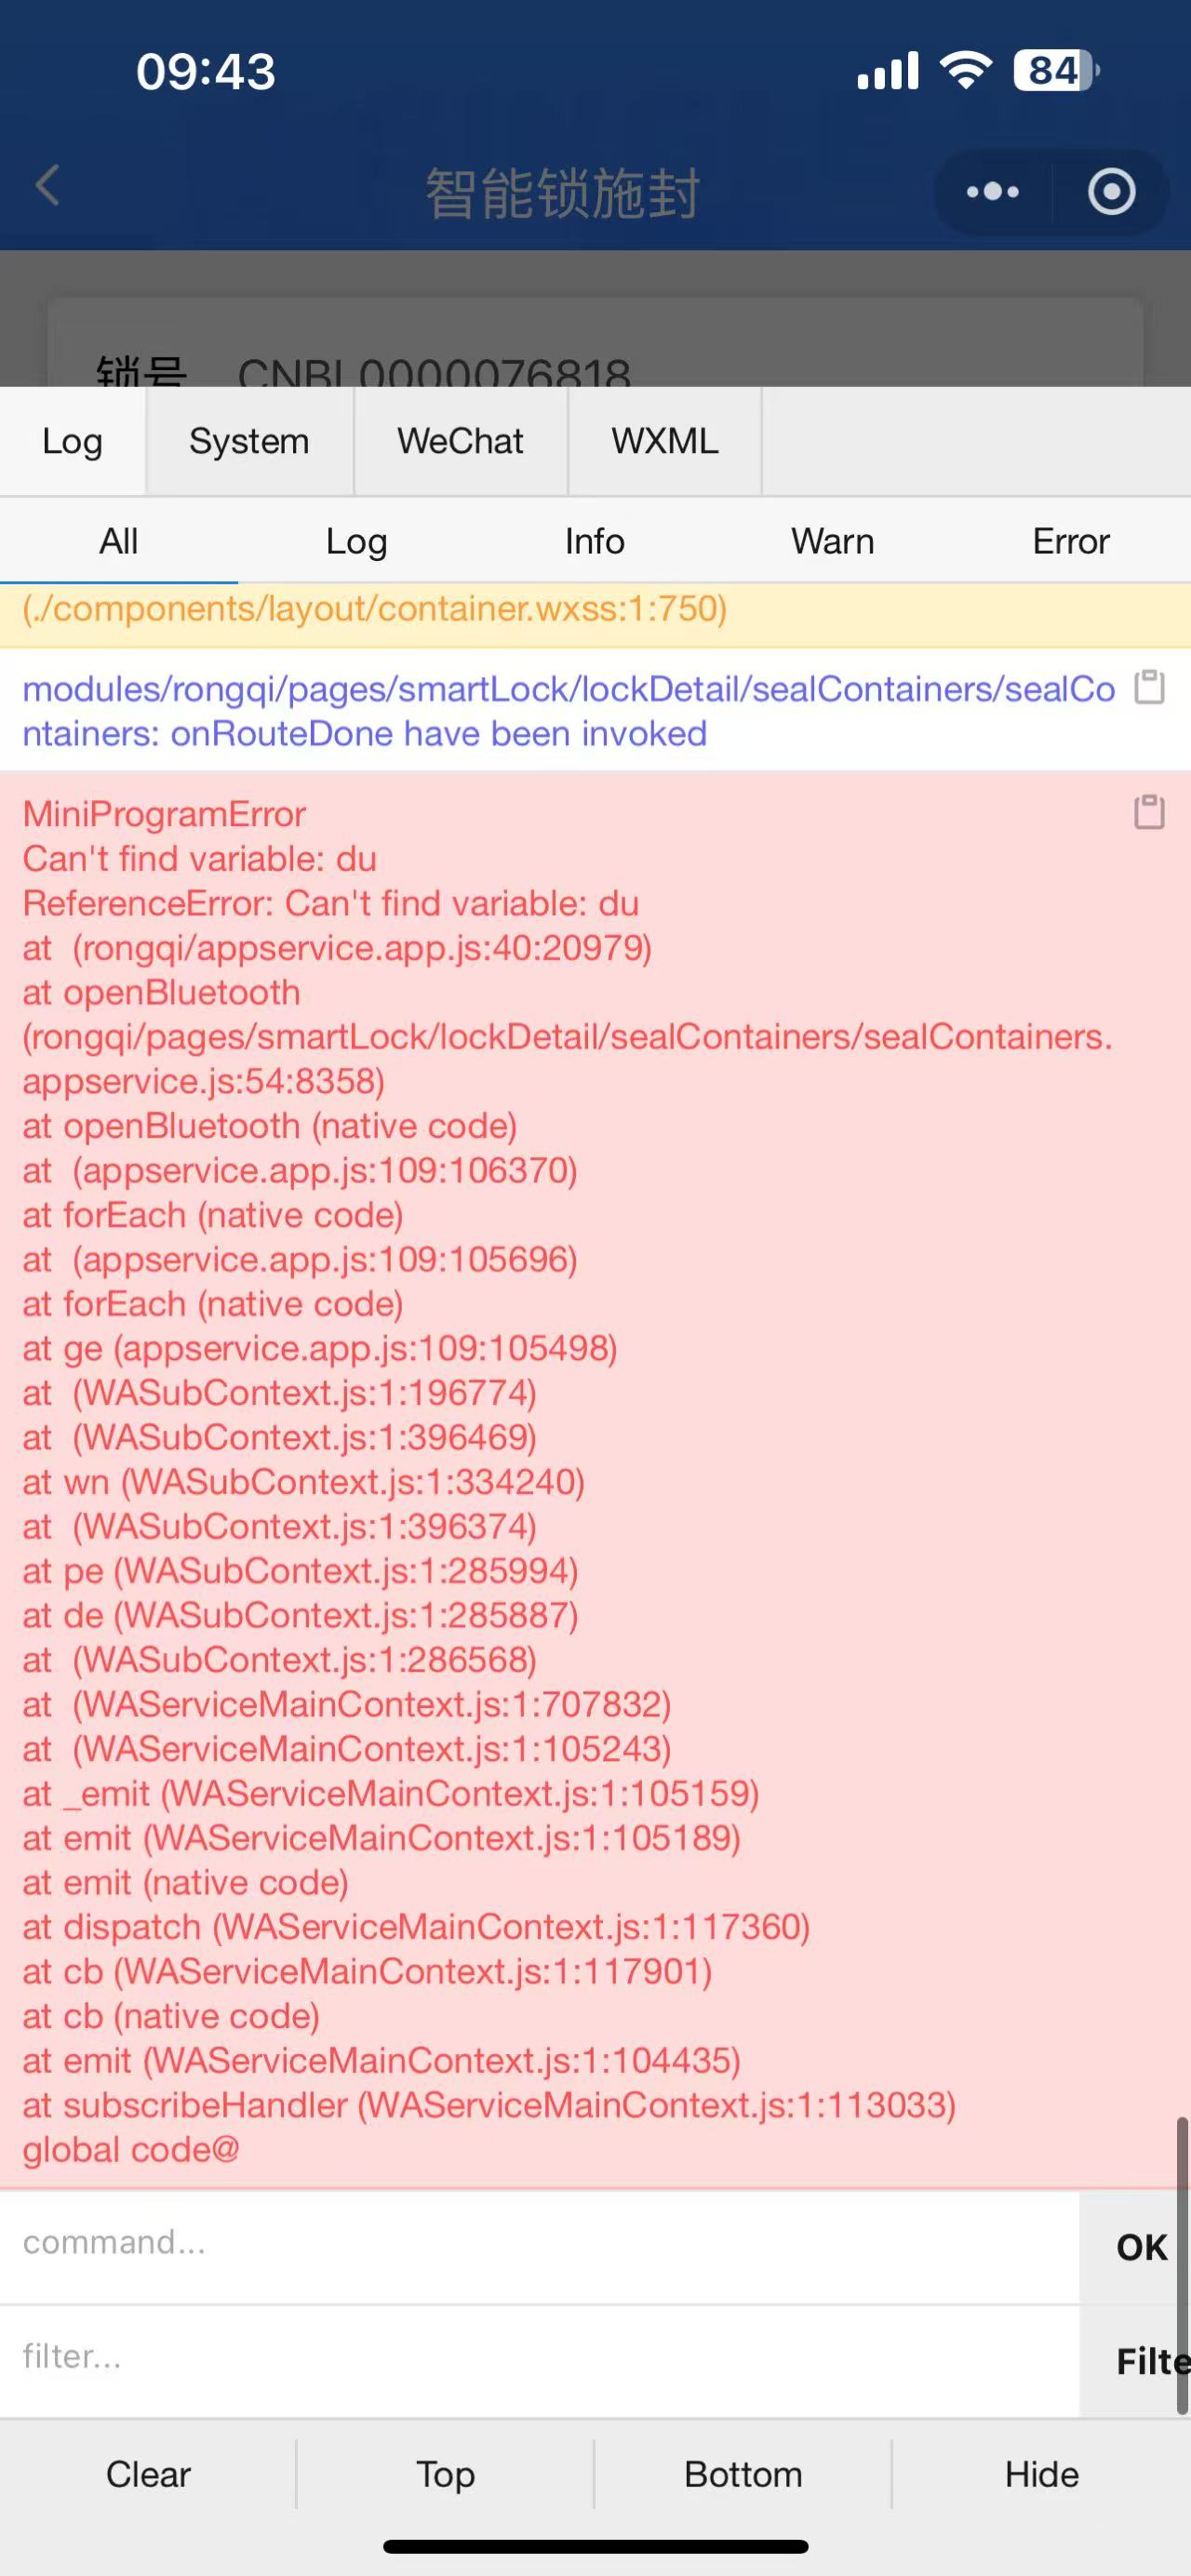 09:43
84
智能锁施封
锁号 CNBL0000076818
Log System WeChat WXML
All Log Info Warn Error
(./components/layout/container.wxss:1:750)
modules/rongqi/pages/smartLock/lockDetail/sealContainers/sealCo
ntainers: onRouteDone have been invoked
MiniProgramError
Can't find variable: du
ReferenceError: Can't find variable: du
at  (rongqi/appservice.app.js:40:20979)
at openBluetooth
(rongqi/pages/smartLock/lockDetail/sealContainers/sealContainers.
appservice.js:54:8358)
at openBluetooth (native code)
at  (appservice.app.js:109:106370)
at forEach (native code)
at  (appservice.app.js:109:105696)
at forEach (native code)
at ge (appservice.app.js:109:105498)
at  (WASubContext.js:1:196774)
at  (WASubContext.js:1:396469)
at wn (WASubContext.js:1:334240)
at  (WASubContext.js:1:396374)
at pe (WASubContext.js:1:285994)
at de (WASubContext.js:1:285887)
at  (WASubContext.js:1:286568)
at  (WAServiceMainContext.js:1:707832)
at  (WAServiceMainContext.js:1:105243)
at _emit (WAServiceMainContext.js:1:105159)
at emit (WAServiceMainContext.js:1:105189)
at emit (native code)
at dispatch (WAServiceMainContext.js:1:117360)
at cb (WAServiceMainContext.js:1:117901)
at cb (native code)
at emit (WAServiceMainContext.js:1:104435)
at subscribeHandler (WAServiceMainContext.js:1:113033)
global code@
command...
OK
filter...
Filte
Clear Top Bottom Hide